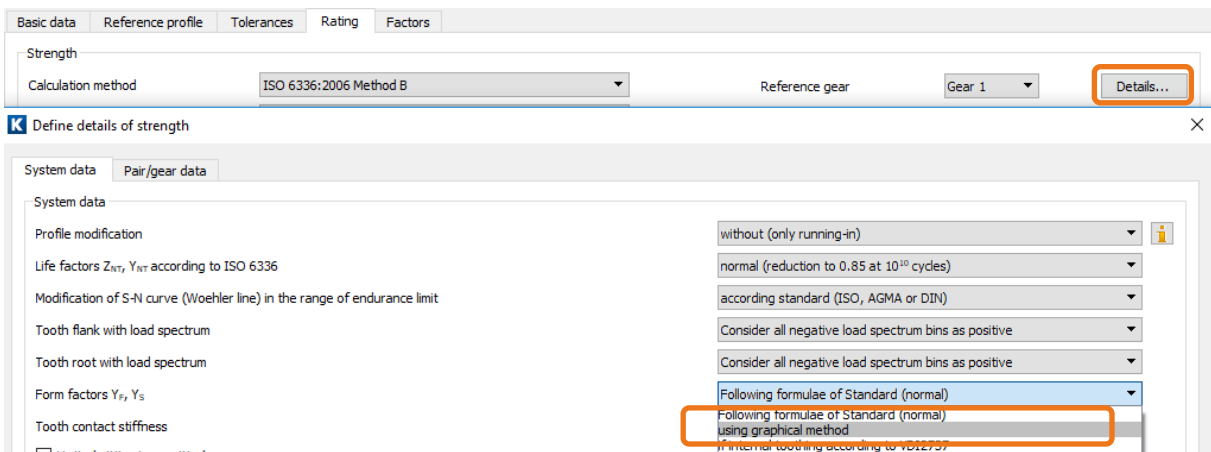 Basic data Reference profile Tolerances Rating Factors
Strength
Calculation method ISO 6336:2006 Method B Reference gear Gear 1 Details...
K Define details of strength
System data Pair/gear data
System data
Profile modification without (only running-in)
Life factors ZNT, YNT according to ISO 6336 normal (reduction to 0.85 at 10¹⁰ cycles)
Modification of S-N curve (Woehler line) in the range of endurance limit according standard (ISO, AGMA or DIN)
Tooth flank with load spectrum Consider all negative load spectrum bins as positive
Tooth root with load spectrum Consider all negative load spectrum bins as positive
Form factors YF, YS Following formulae of Standard (normal)
Following formulae of Standard (normal)
Tooth contact stiffness using graphical method
if internal toothing according to VDI2737